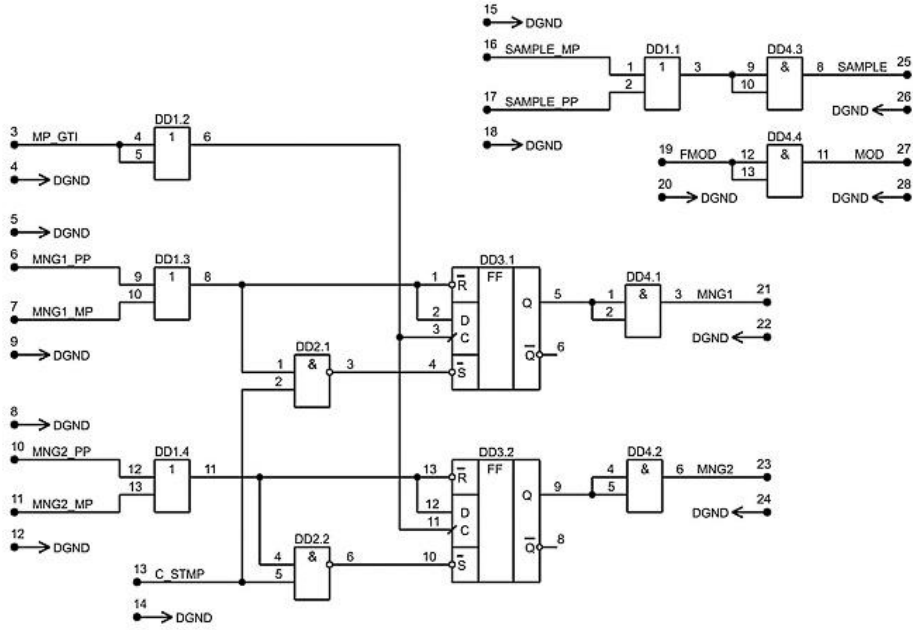 15
DGND
16 SAMPLE_MP
DD1.1
DD4.3
1 1 3 9 & 8 SAMPLE 25
2 10
26
DGND
17 SAMPLE_PP
18
DGND
DD4.4
19 FMOD 12 & 11 MOD 27
13
20
DGND
28
DGND
DD1.2
3 MP_GTI 4 1 6
5
4
DGND
5
DGND
6 MNG1_PP
DD1.3
9 1 8
10
7 MNG1_MP
9
DGND
DD3.1
1 R FF
2 D
3 C
4 S
Q 5
Q 6
DD4.1
1 & 3 MNG1 21
2
22
DGND
DD2.1
1 & 3
2
8
DGND
10 MNG2_PP
DD1.4
12 1 11
13
11 MNG2_MP
12
DGND
DD3.2
13 R FF
12 D
11 C
10 S
Q 9
Q 8
DD4.2
4 & 6 MNG2 23
5
24
DGND
DD2.2
4 & 6
5
13 C_STMP
14
DGND